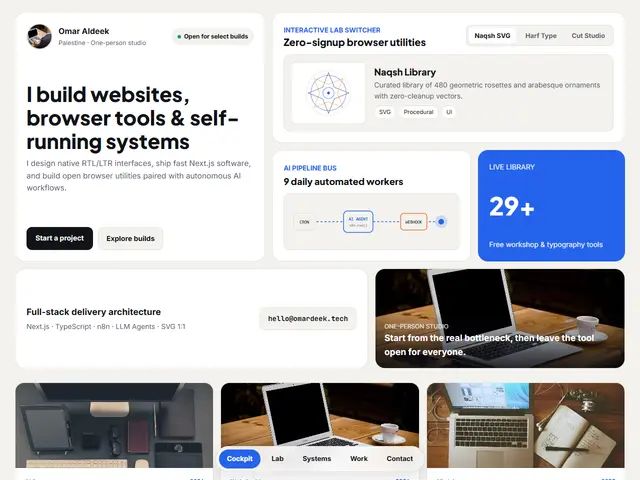 Omar Aldeek
Palestine · One-person studio
Open for select builds
I build websites,
browser tools & self-
running systems
I design native RTL/LTR interfaces, ship fast Next.js software,
and build open browser utilities paired with autonomous AI
workflows.
Start a project
Explore builds
INTERACTIVE LAB SWITCHER
Zero-signup browser utilities
Naqsh SVG
Harf Type
Cut Studio
Naqsh Library
Curated library of 480 geometric rosettes and arabesque ornaments
with zero-cleanup vectors.
SVG
Procedural
UI
AI PIPELINE BUS
9 daily automated workers
CRON
AI AGENT
WEBHOOK
LIVE LIBRARY
29+
Free workshop & typography tools
Full-stack delivery architecture
Next.js · TypeScript · n8n · LLM Agents · SVG 1:1
hello@omardeek.tech
ONE-PERSON STUDIO
Start from the real bottleneck, then leave the tool
open for everyone.
Cockpit
Lab
Systems
Work
Contact